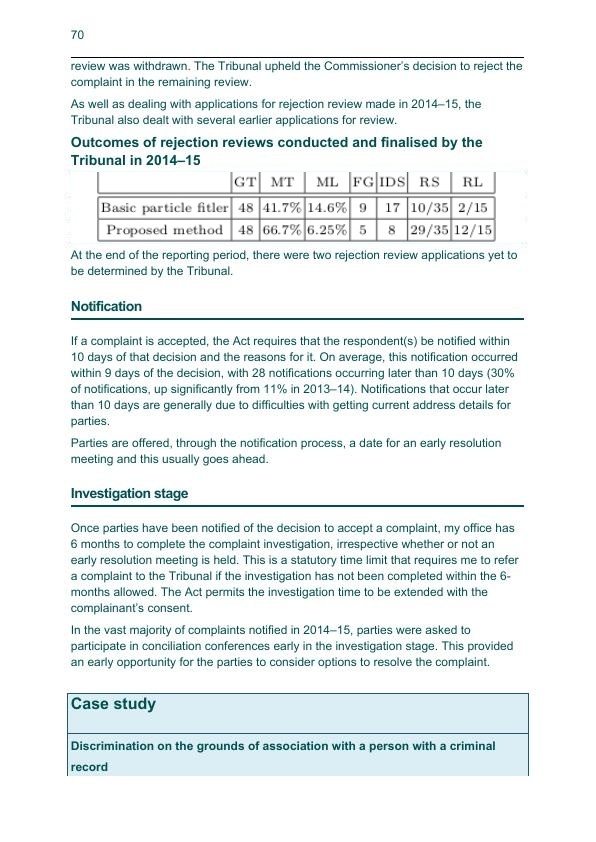 70
review was withdrawn. The Tribunal upheld the Commissioner’s decision to reject the
complaint in the remaining review.
As well as dealing with applications for rejection review made in 2014–15, the
Tribunal also dealt with several earlier applications for review.
Outcomes of rejection reviews conducted and finalised by the
Tribunal in 2014–15
GT MT ML FG IDS RS RL
Basic particle fitler 48 41.7% 14.6% 9 17 10/35 2/15
Proposed method 48 66.7% 6.25% 5 8 29/35 12/15
At the end of the reporting period, there were two rejection review applications yet to
be determined by the Tribunal.
Notification
If a complaint is accepted, the Act requires that the respondent(s) be notified within
10 days of that decision and the reasons for it. On average, this notification occurred
within 9 days of the decision, with 28 notifications occurring later than 10 days (30%
of notifications, up significantly from 11% in 2013–14). Notifications that occur later
than 10 days are generally due to difficulties with getting current address details for
parties.
Parties are offered, through the notification process, a date for an early resolution
meeting and this usually goes ahead.
Investigation stage
Once parties have been notified of the decision to accept a complaint, my office has
6 months to complete the complaint investigation, irrespective whether or not an
early resolution meeting is held. This is a statutory time limit that requires me to refer
a complaint to the Tribunal if the investigation has not been completed within the 6-
months allowed. The Act permits the investigation time to be extended with the
complainant’s consent.
In the vast majority of complaints notified in 2014–15, parties were asked to
participate in conciliation conferences early in the investigation stage. This provided
an early opportunity for the parties to consider options to resolve the complaint.
Case study
Discrimination on the grounds of association with a person with a criminal
record